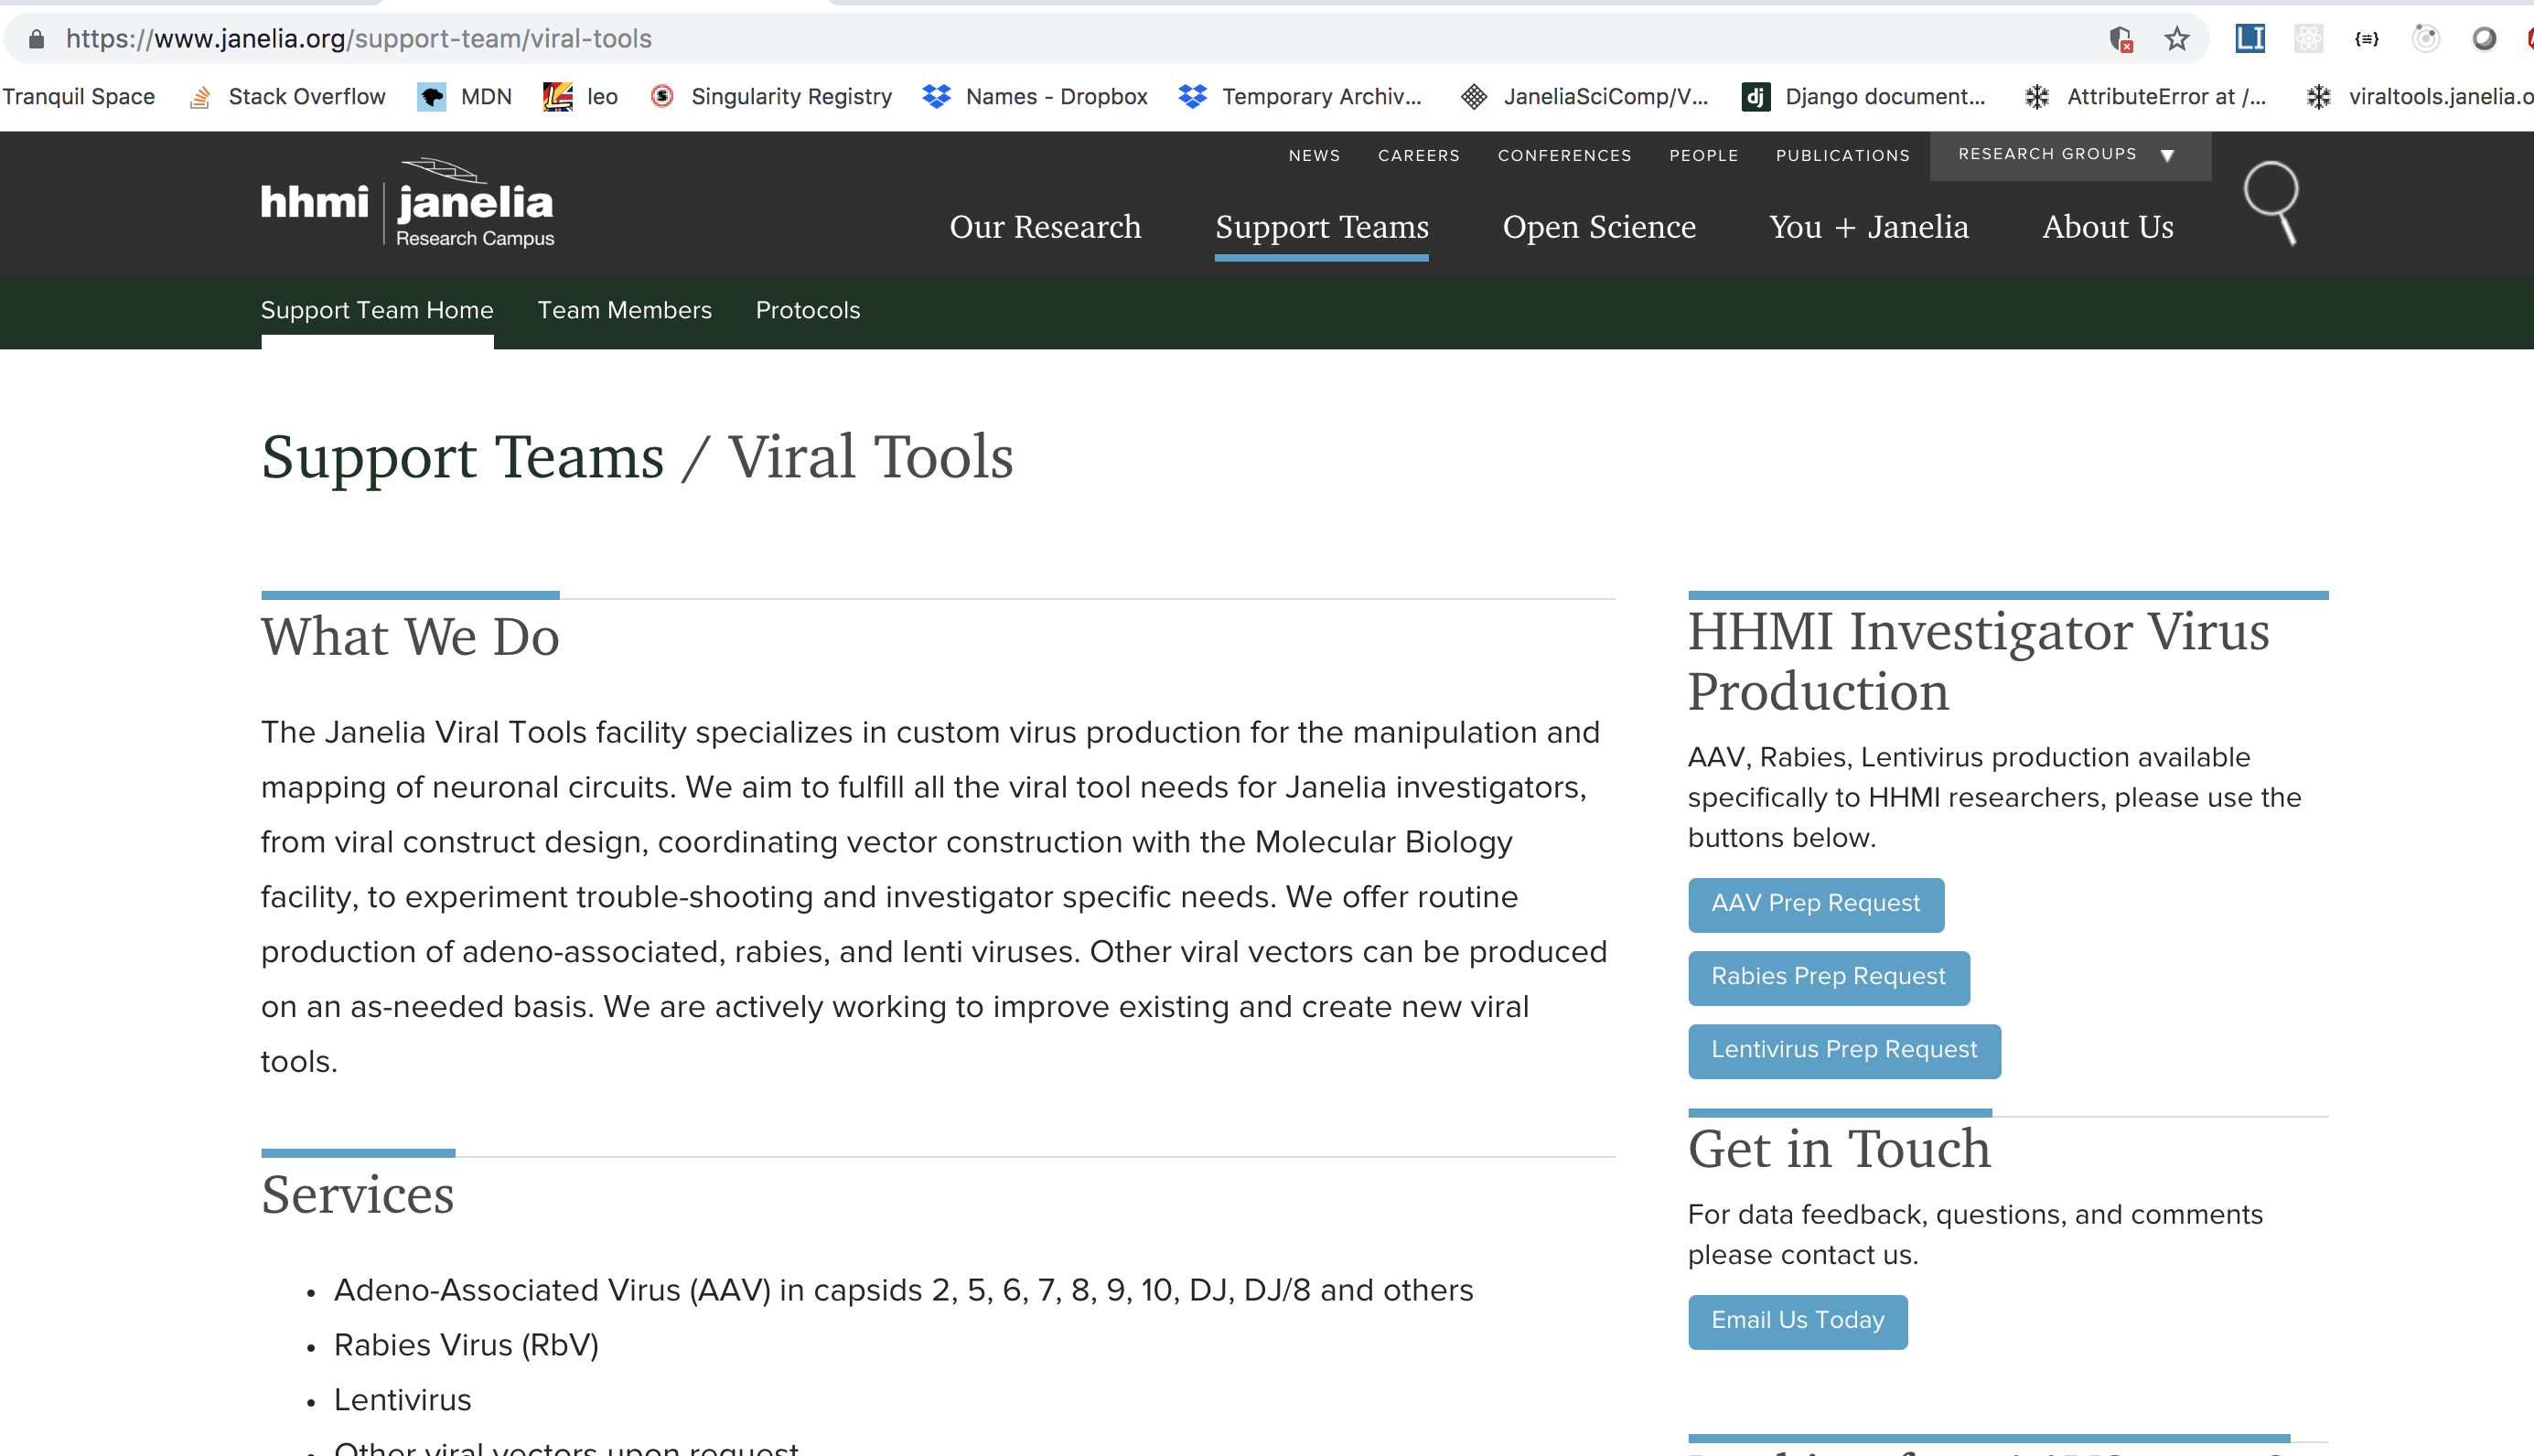 https://www.janelia.org/support-team/viral-tools
Tranquil Space Stack Overflow MDN leo Singularity Registry Names - Dropbox Temporary Archiv... JaneliaSciComp/V... Django document... AttributeError at /... viraltools.janelia.o
NEWS CAREERS CONFERENCES PEOPLE PUBLICATIONS RESEARCH GROUPS
hhmi janelia
Research Campus
Our Research Support Teams Open Science You + Janelia About Us
Support Team Home Team Members Protocols
Support Teams / Viral Tools
What We Do
The Janelia Viral Tools facility specializes in custom virus production for the manipulation and
mapping of neuronal circuits. We aim to fulfill all the viral tool needs for Janelia investigators,
from viral construct design, coordinating vector construction with the Molecular Biology
facility, to experiment trouble-shooting and investigator specific needs. We offer routine
production of adeno-associated, rabies, and lenti viruses. Other viral vectors can be produced
on an as-needed basis. We are actively working to improve existing and create new viral
tools.
Services
• Adeno-Associated Virus (AAV) in capsids 2, 5, 6, 7, 8, 9, 10, DJ, DJ/8 and others
• Rabies Virus (RbV)
• Lentivirus
• Other viral vectors upon request
HHMI Investigator Virus
Production
AAV, Rabies, Lentivirus production available
specifically to HHMI researchers, please use the
buttons below.
AAV Prep Request
Rabies Prep Request
Lentivirus Prep Request
Get in Touch
For data feedback, questions, and comments
please contact us.
Email Us Today